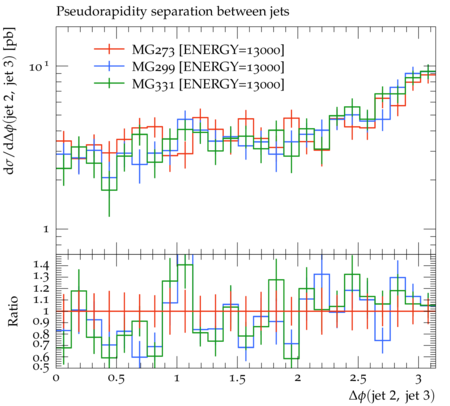 Pseudorapidity separation between jets
dσ/dΔϕ(jet 2, jet 3) [pb]
10¹
MG273 [ENERGY=13000]
MG299 [ENERGY=13000]
MG331 [ENERGY=13000]
1
Ratio
1.4
1.3
1.2
1.1
1
0.9
0.8
0.7
0.6
0.5
0 0.5 1 1.5 2 2.5 3
Δϕ(jet 2, jet 3)